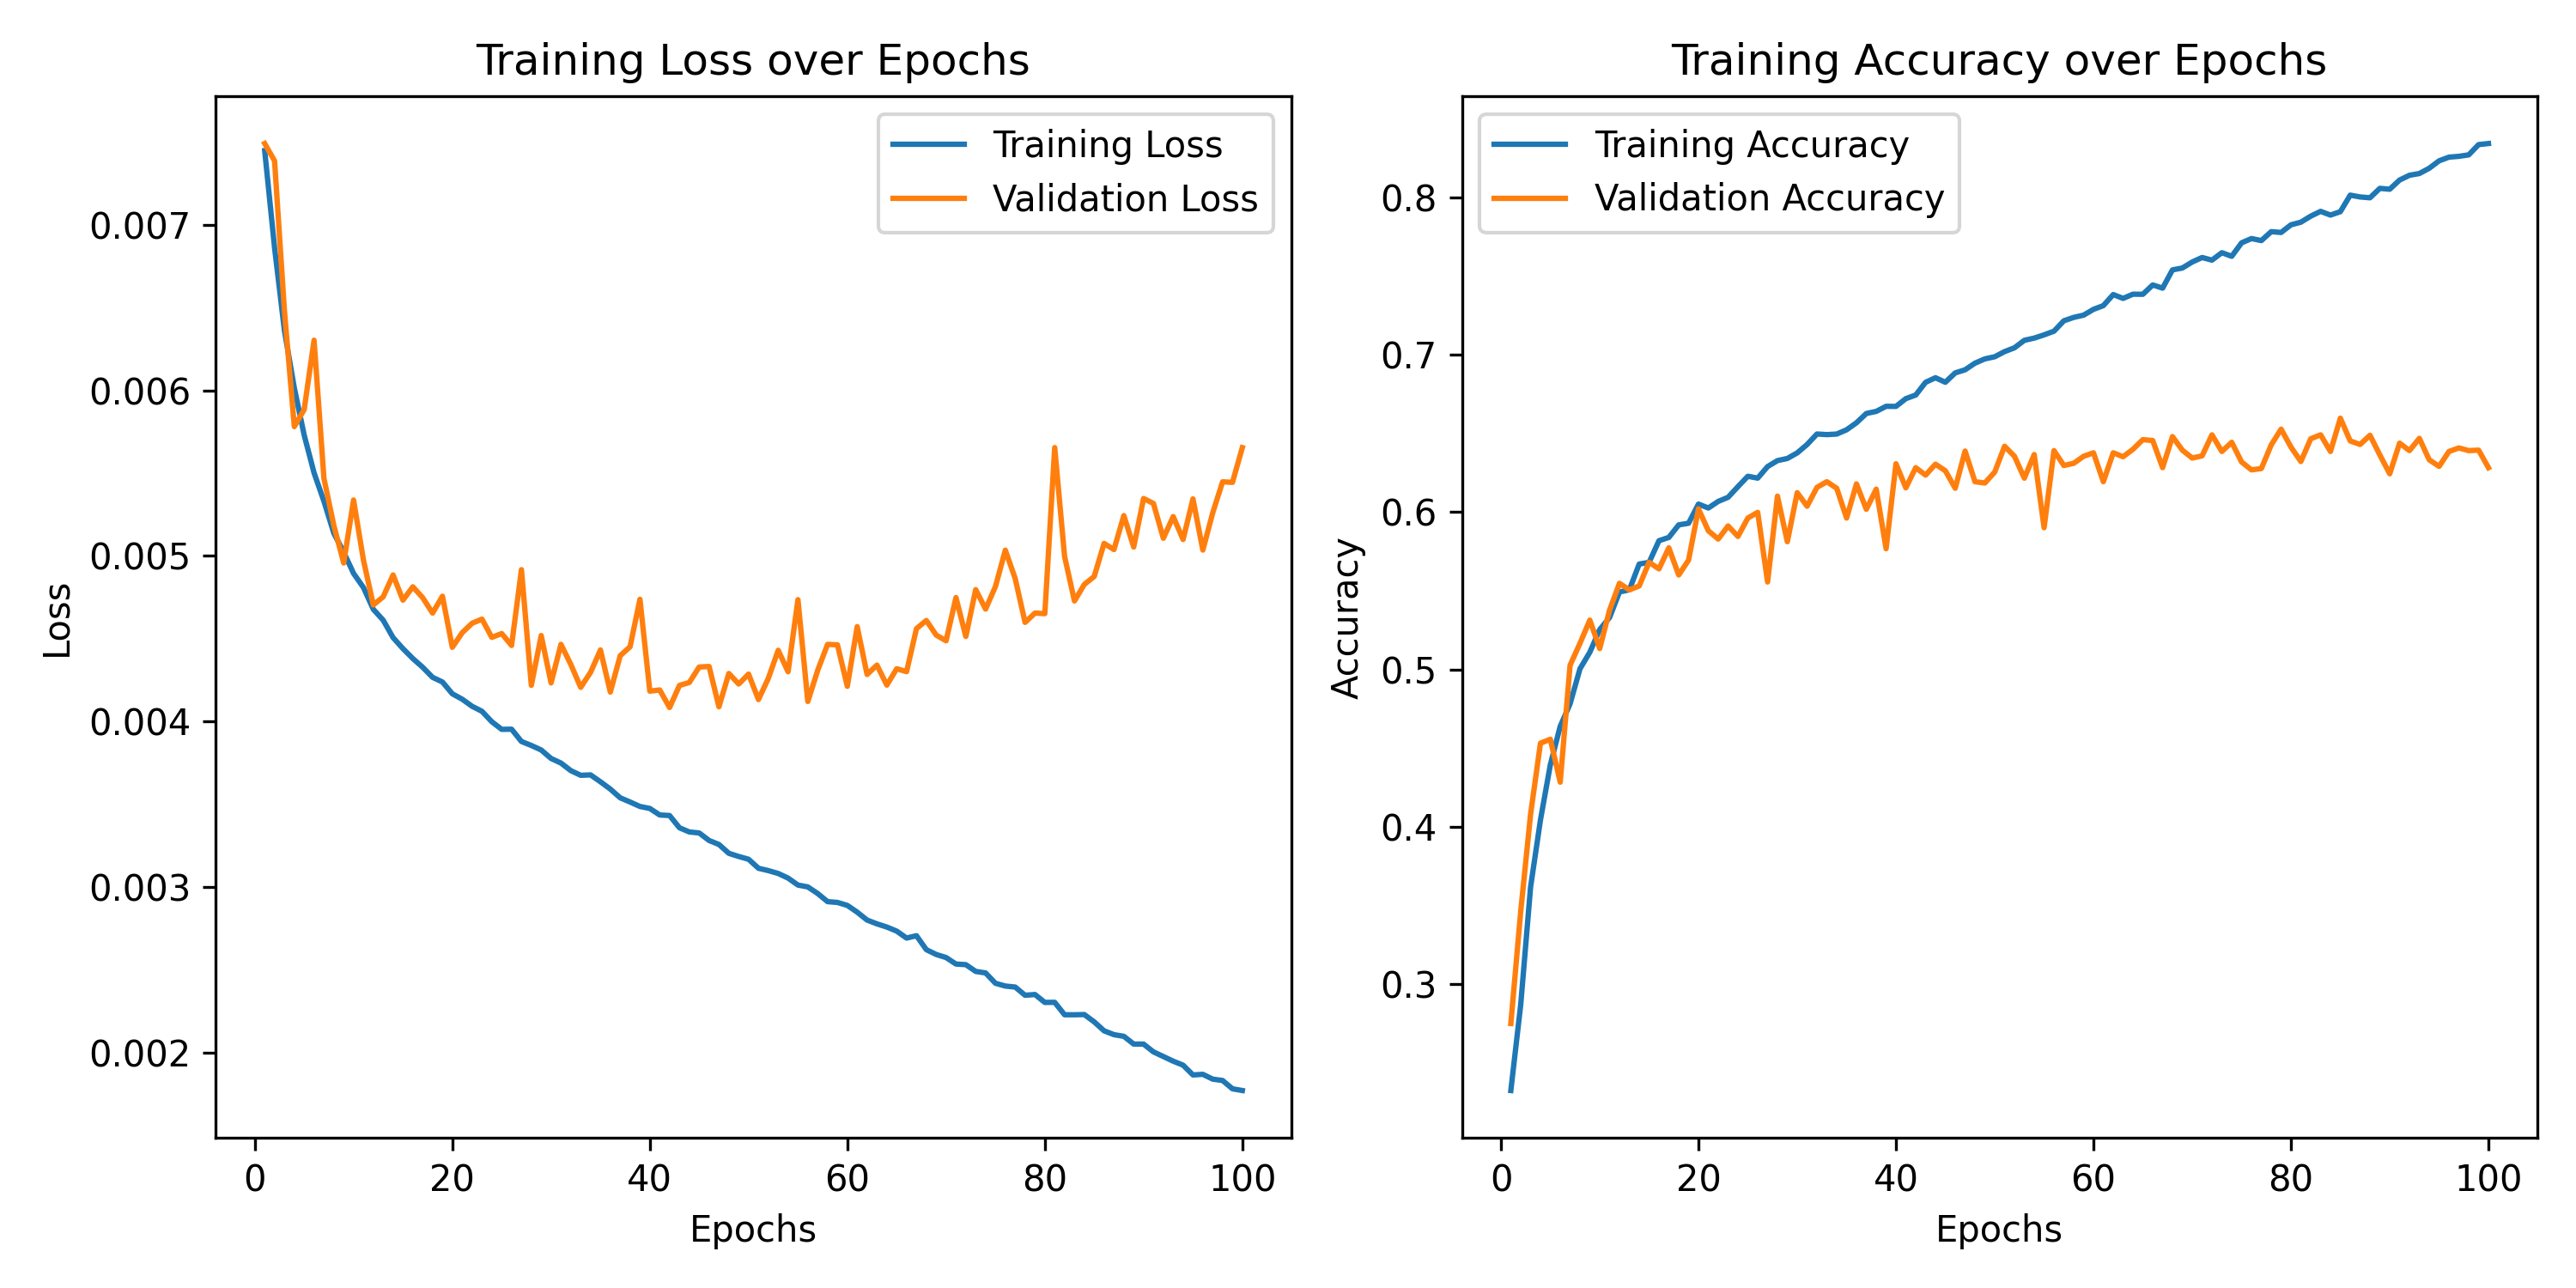 Training Loss over Epochs
Training Loss
Validation Loss
0.007
0.006
0.005
0.004
0.003
0.002
Loss
0 20 40 60 80 100
Epochs
Training Accuracy over Epochs
Training Accuracy
Validation Accuracy
0.8
0.7
0.6
0.5
0.4
0.3
Accuracy
0 20 40 60 80 100
Epochs